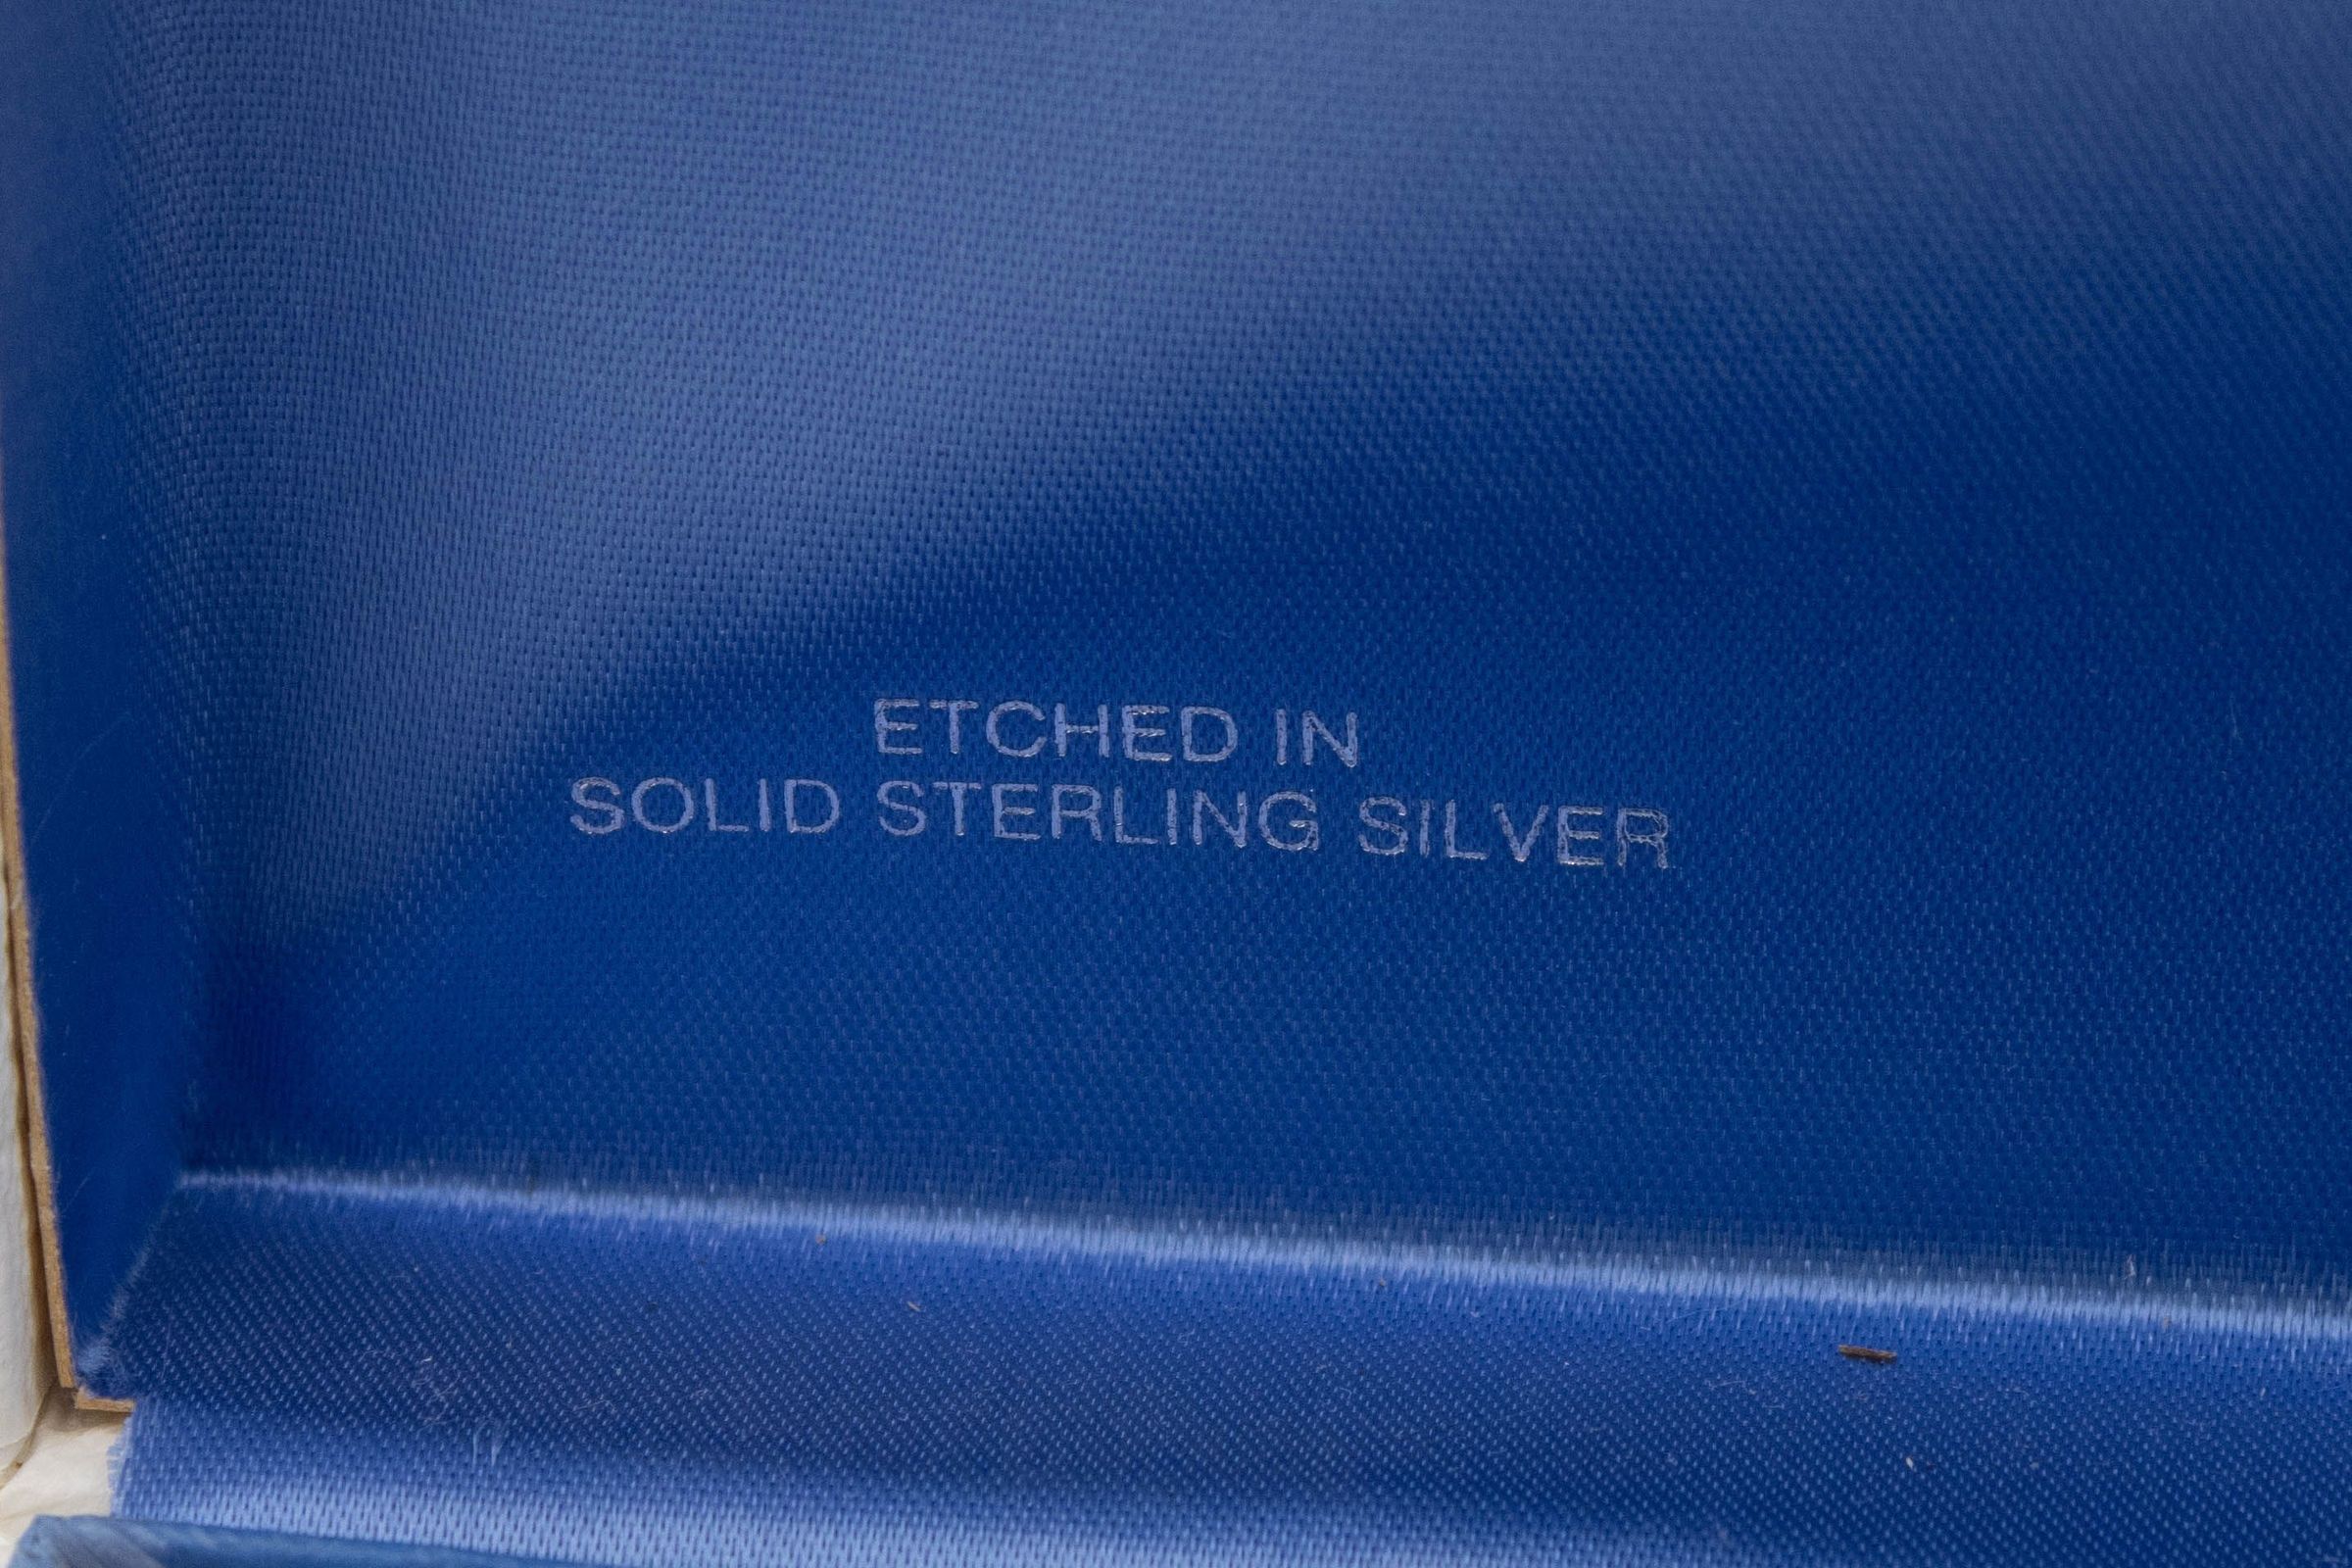 ETCHED IN
SOLID STERLING SILVER